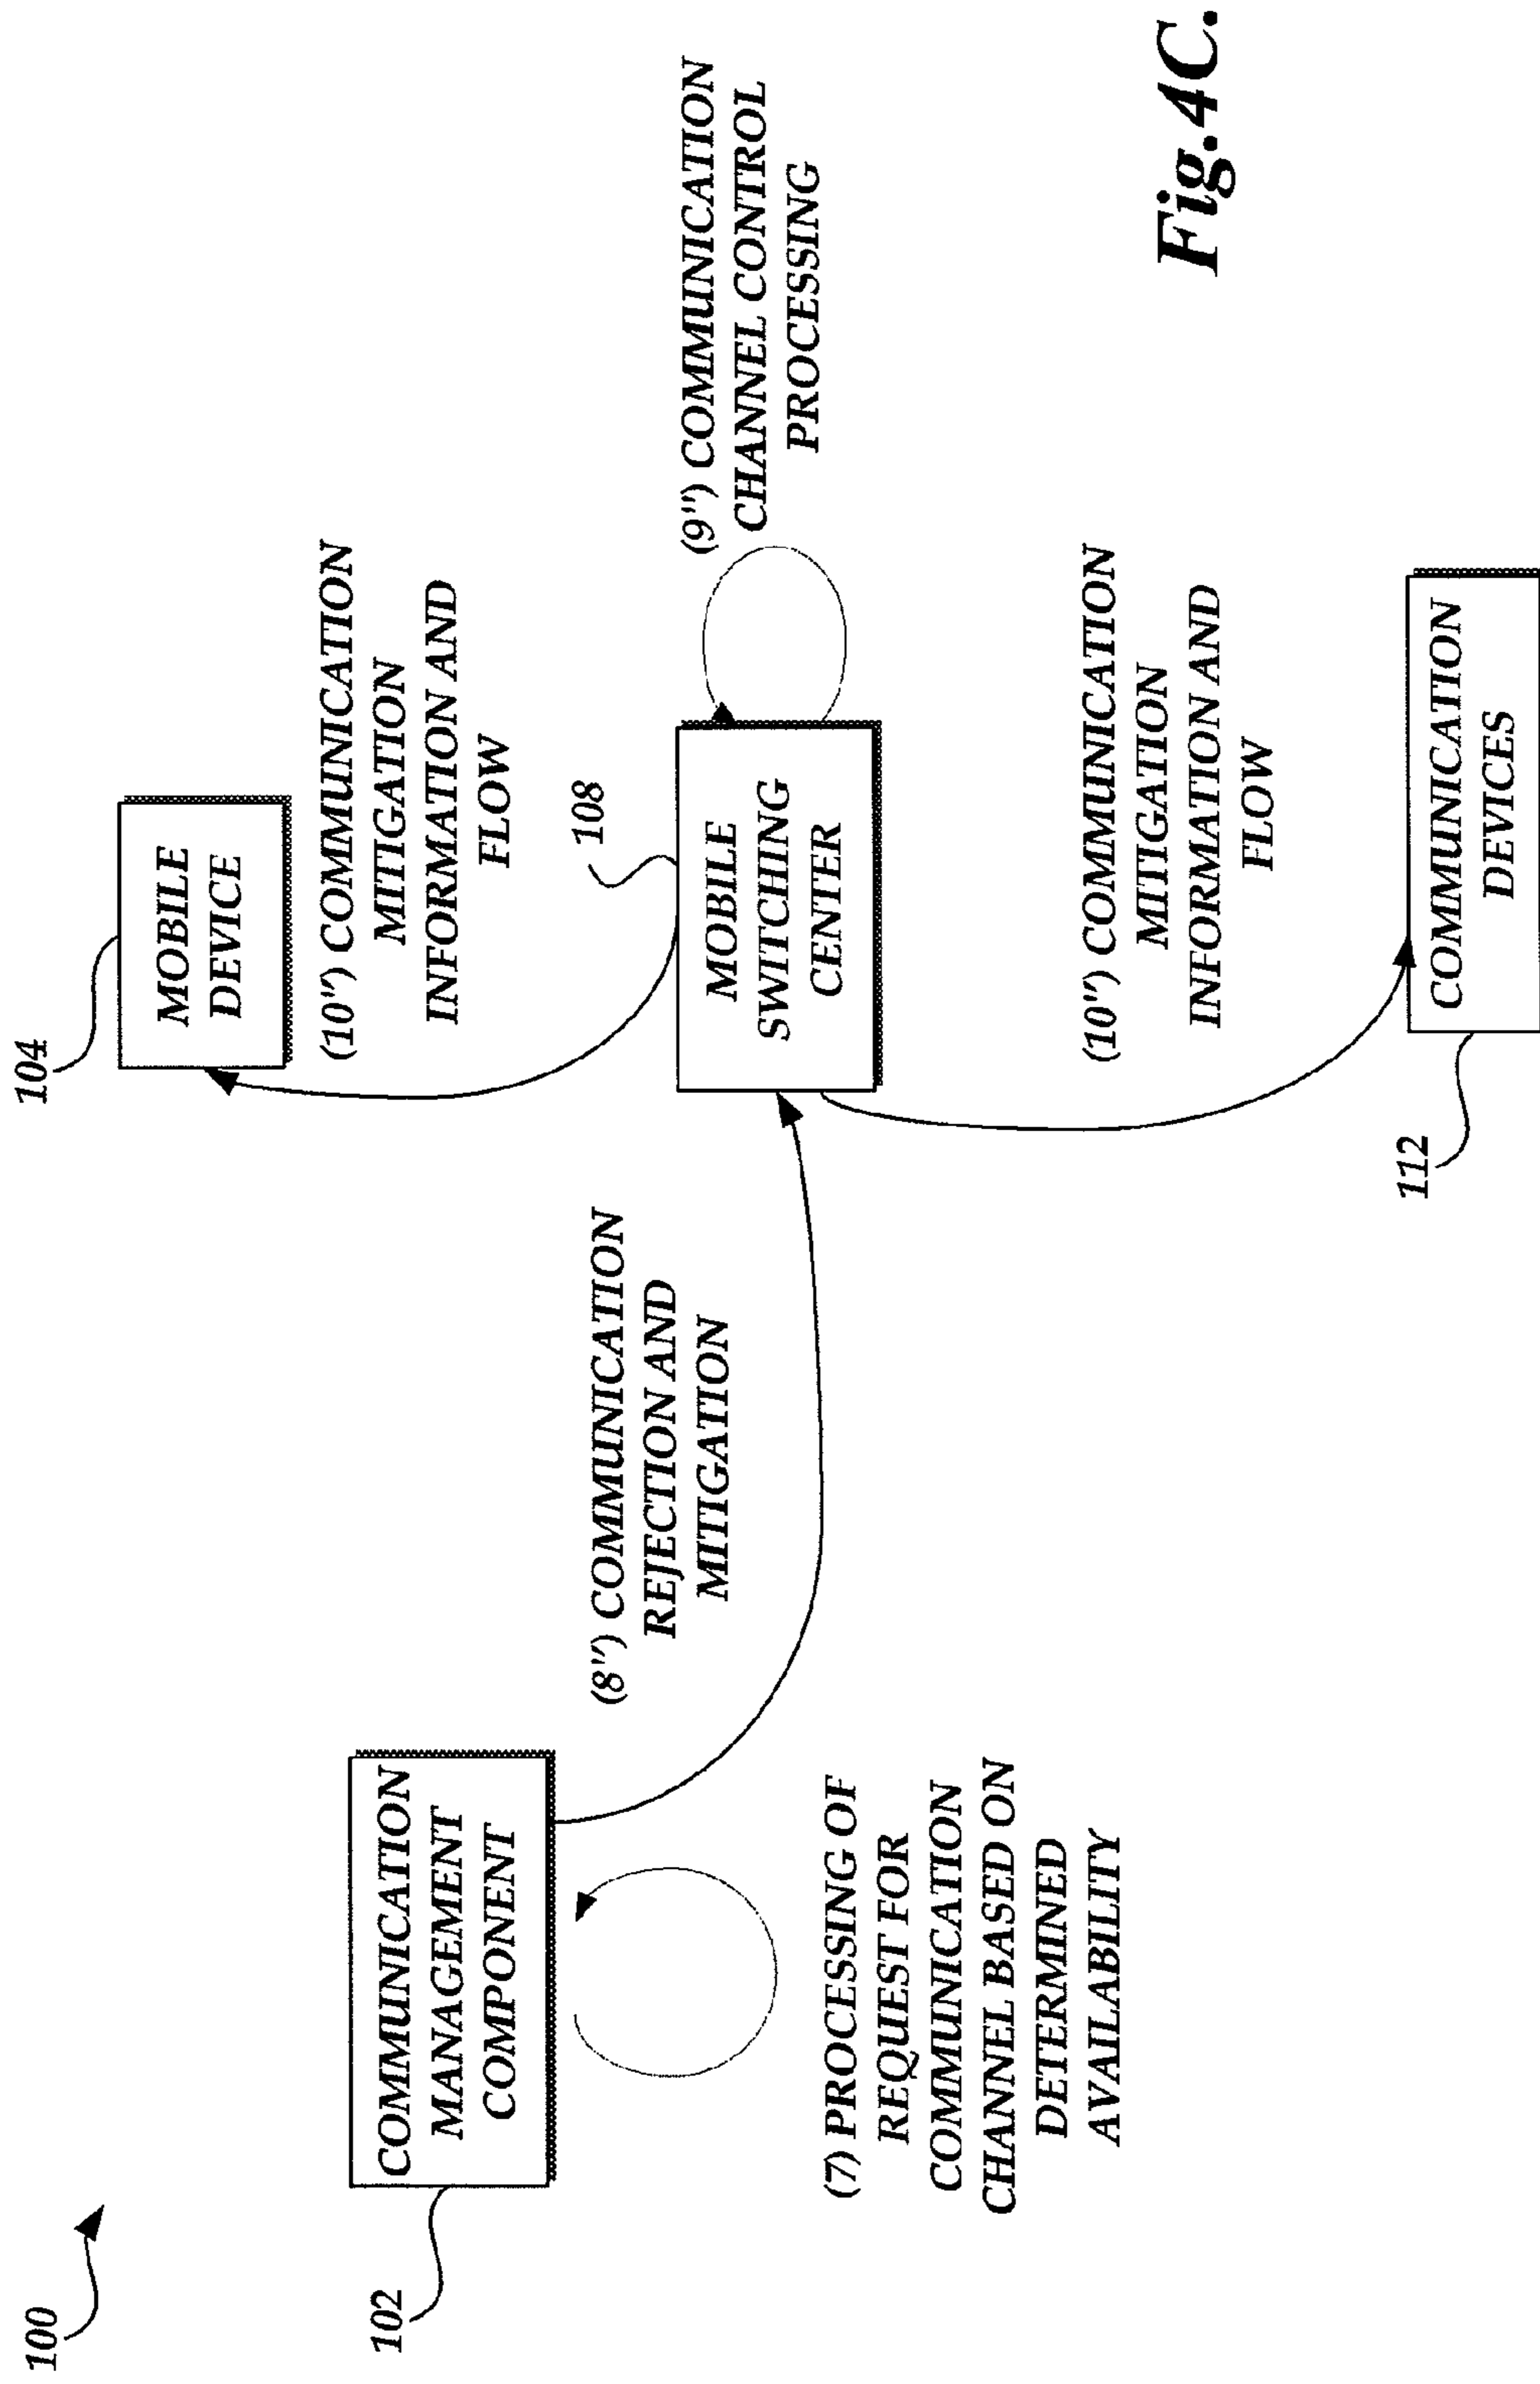 100
102
COMMUNICATION
MANAGEMENT
COMPONENT
(7) PROCESSING OF
REQUEST FOR
COMMUNICATION
CHANNEL BASED ON
DETERMINED
AVAILABILITY
(8") COMMUNICATION
REJECTION AND
MITIGATION
104
MOBILE
DEVICE
(10") COMMUNICATION
MITIGATION
INFORMATION AND
FLOW
108
MOBILE
SWITCHING
CENTER
(9") COMMUNICATION
CHANNEL CONTROL
PROCESSING
(10") COMMUNICATION
MITIGATION
INFORMATION AND
FLOW
112
COMMUNICATION
DEVICES
Fig.4C.